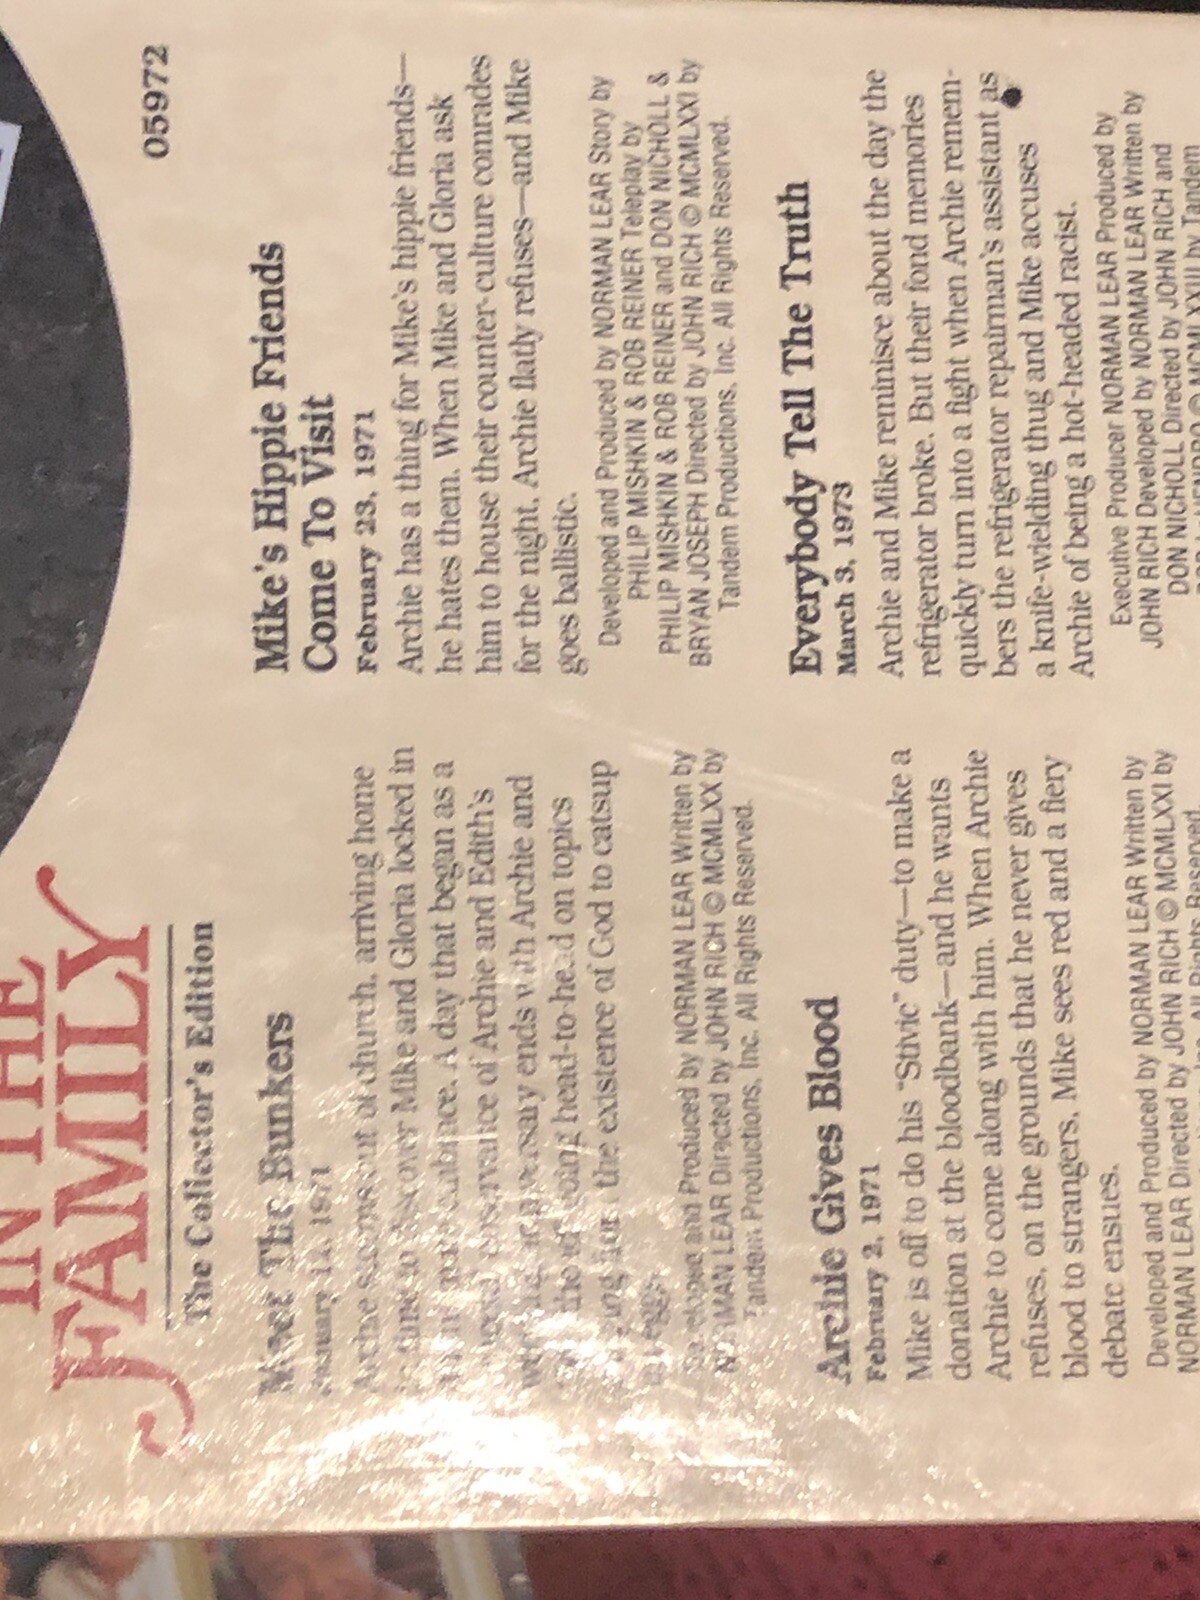 IN THE
FAMILY
The Collector's Edition
05972
Meet The Bunkers
January 12, 1971
church, arriving home
Mike and Gloria locked in
A day that began as a
of Archie and Edith's
ends with Archie and
going head-to-head on topics
the existence of God to catsup
on eggs.
Developed and Produced by NORMAN LEAR Written by
NORMAN LEAR Directed by JOHN RICH © MCMLXX by
Tandem Productions, Inc. All Rights Reserved.
Archie Gives Blood
February 2, 1971
Mike is off to do his "Stivic" duty—to make a
donation at the bloodbank—and he wants
Archie to come along with him. When Archie
refuses, on the grounds that he never gives
blood to strangers, Mike sees red and a fiery
debate ensues.
Developed and Produced by NORMAN LEAR Written by
NORMAN LEAR Directed by JOHN RICH © MCMLXXI by
All Rights Reserved.
Mike's Hippie Friends
Come To Visit
February 23, 1971
Archie has a thing for Mike's hippie friends—
he hates them. When Mike and Gloria ask
him to house their counter-culture comrades
for the night, Archie flatly refuses—and Mike
goes ballistic.
Developed and Produced by NORMAN LEAR Story by
PHILIP MISHKIN & ROB REINER Teleplay by
PHILIP MISHKIN & ROB REINER and DON NICHOLL &
BRYAN JOSEPH Directed by JOHN RICH © MCMLXXI by
Tandem Productions, Inc. All Rights Reserved.
Everybody Tell The Truth
March 3, 1973
Archie and Mike reminisce about the day the
refrigerator broke. But their fond memories
quickly turn into a fight when Archie remem-
bers the refrigerator repairman's assistant as
a knife-wielding thug and Mike accuses
Archie of being a hot-headed racist.
Executive Producer NORMAN LEAR Produced by
JOHN RICH Developed by NORMAN LEAR Written by
DON NICHOLL Directed by JOHN RICH and
© MCMLXXIII by Tandem